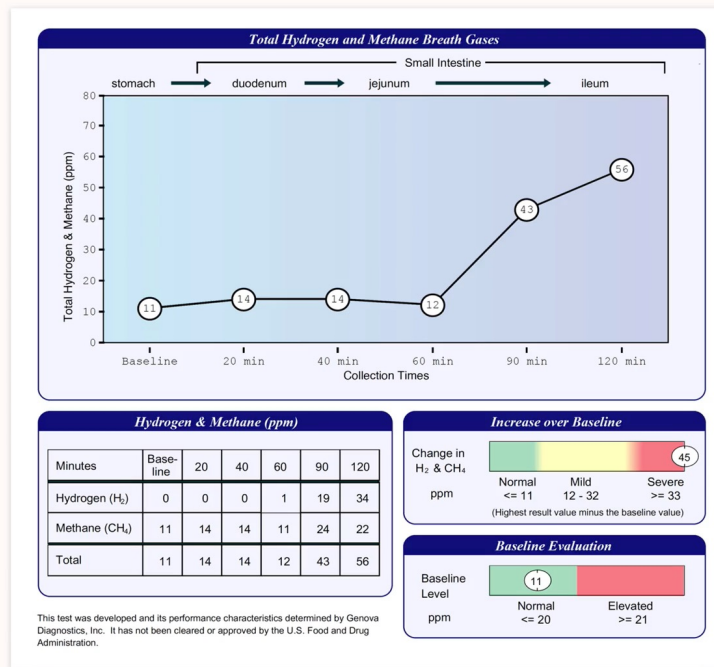 Total Hydrogen and Methane Breath Gases
Small Intestine
stomach duodenum jejunum ileum
Total Hydrogen & Methane (ppm)
80
70
60
50
40
30
20
10
0
11 14 14 12 43 56
Baseline 20 min 40 min 60 min 90 min 120 min
Collection Times
Hydrogen & Methane (ppm)
Minutes Base-line 20 40 60 90 120
Hydrogen (H₂) 0 0 0 1 19 34
Methane (CH₄) 11 14 14 11 24 22
Total 11 14 14 12 43 56
This test was developed and its performance characteristics determined by Genova
Diagnostics, Inc. It has not been cleared or approved by the U.S. Food and Drug
Administration.
Increase over Baseline
Change in
H₂ & CH₄
ppm
45
Normal Mild Severe
<= 11 12 - 32 >= 33
(Highest result value minus the baseline value)
Baseline Evaluation
Baseline
Level
ppm
11
Normal Elevated
<= 20 >= 21